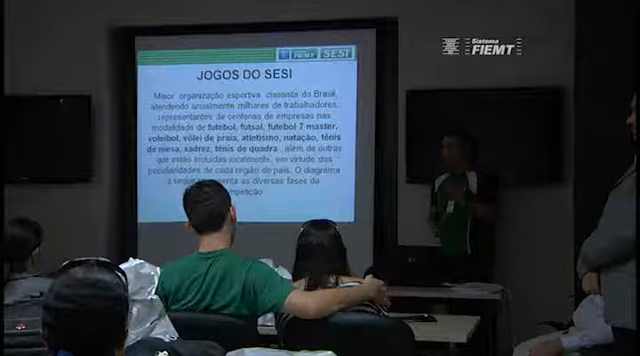 Sistema
FIEMT
FIEMT SESI
JOGOS DO SESI
Maior organização esportiva classista do Brasil,
atendendo anualmente milhares de trabalhadores,
representantes de centenas de empresas nas
modalidade de futebol, futsal, futebol 7 master,
voleibol, vôlei de praia, atletismo, natação, tênis
de mesa, xadrez, tênis de quadra, além de outras
que estão incluídas localmente, em virtude das
peculiaridades de cada região do país. O diagrama
a as diversas fases da